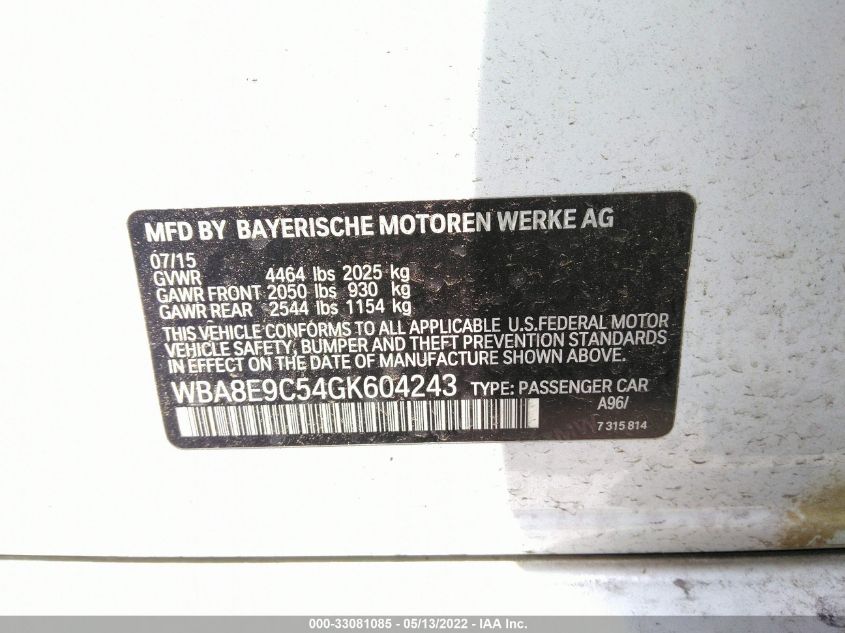 MFD BY BAYERISCHE MOTOREN WERKE AG
07/15
GVWR 4464 lbs 2025 kg
GAWR FRONT 2050 lbs 930 kg
GAWR REAR 2544 lbs 1154 kg
THIS VEHICLE CONFORMS TO ALL APPLICABLE U.S.FEDERAL MOTOR
VEHICLE SAFETY, BUMPER AND THEFT PREVENTION STANDARDS
IN EFFECT ON THE DATE OF MANUFACTURE SHOWN ABOVE.
WBA8E9C54GK604243 TYPE: PASSENGER CAR
A96/
7 315 814
000-33081085 - 05/13/2022 - IAA Inc.